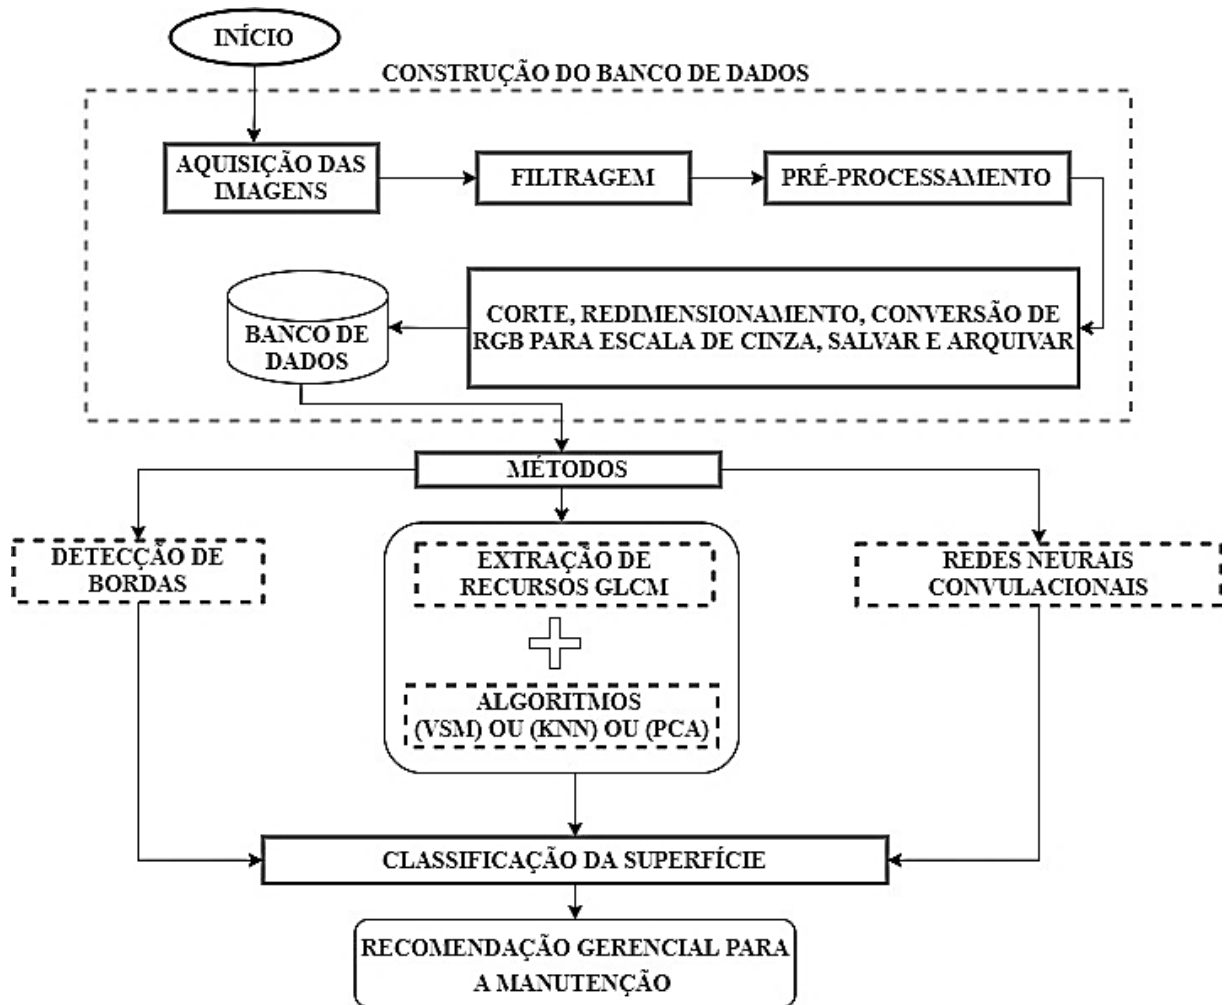 INÍCIO
CONSTRUÇÃO DO BANCO DE DADOS
AQUISIÇÃO DAS
IMAGENS
FILTRAGEM
PRÉ-PROCESSAMENTO
CORTE, REDIMENSIONAMENTO, CONVERSÃO DE
RGB PARA ESCALA DE CINZA, SALVAR E ARQUIVAR
BANCO DE
DADOS
MÉTODOS
DETECÇÃO DE
BORDAS
EXTRAÇÃO DE
RECURSOS GLCM
ALGORITMOS
(VSM) OU (KNN) OU (PCA)
REDES NEURAIS
CONVULACIONAIS
CLASSIFICAÇÃO DA SUPERFÍCIE
RECOMENDAÇÃO GERENCIAL PARA
A MANUTENÇÃO